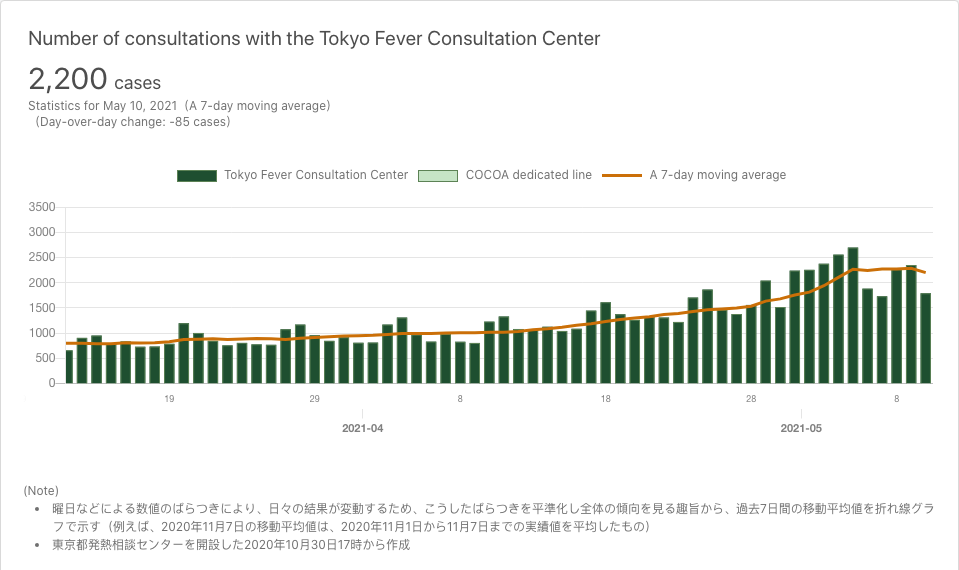 Number of consultations with the Tokyo Fever Consultation Center
2,200 cases
Statistics for May 10, 2021（A 7-day moving average）
（Day-over-day change: -85 cases）
Tokyo Fever Consultation Center COCOA dedicated line A 7-day moving average
3500
3000
2500
2000
1500
1000
500
0
19 29 8 18 28 8
2021-04 2021-05
(Note)
• 曜日などによる数値のばらつきにより、日々の結果が変動するため、こうしたばらつきを平準化し全体の傾向を見る趣旨から、過去7日間の移動平均値を折れ線グラ
フで示す（例えば、2020年11月7日の移動平均値は、2020年11月1日から11月7日までの実績値を平均したもの）
• 東京都発熱相談センターを開設した2020年10月30日17時から作成